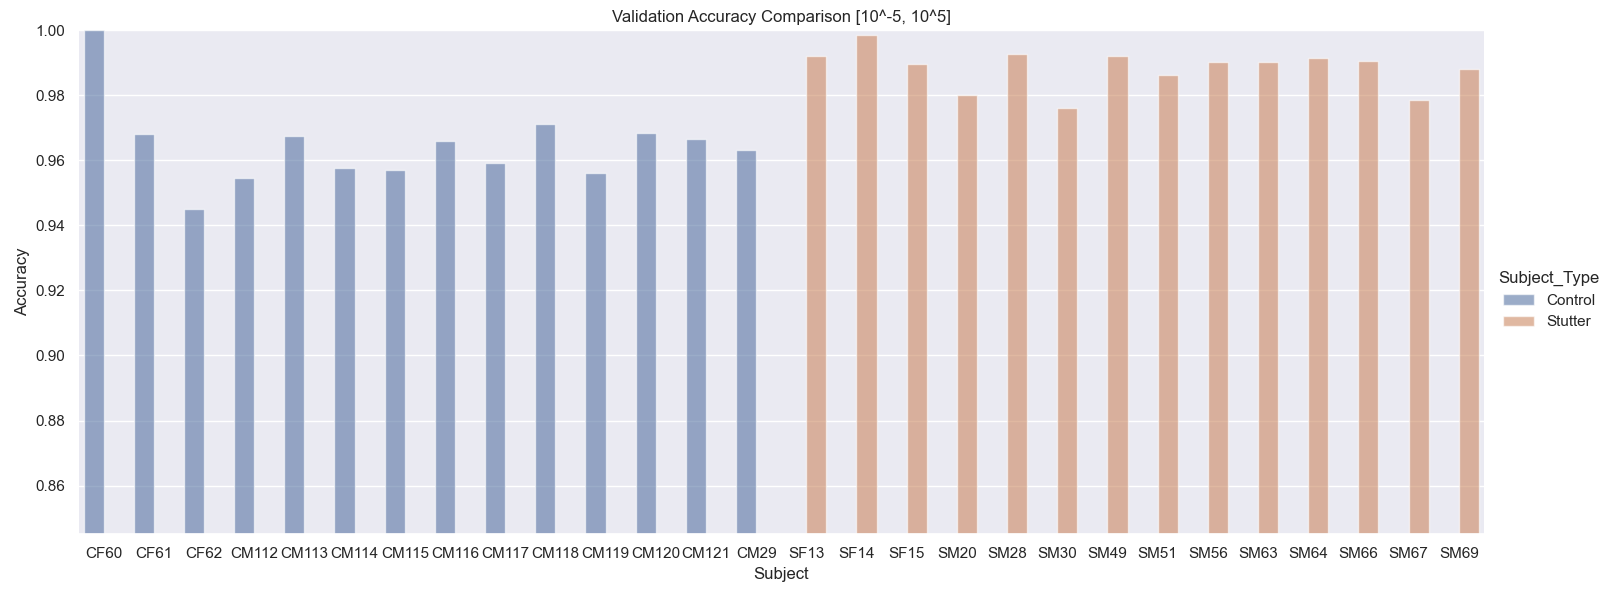 Validation Accuracy Comparison [10^-5, 10^5]
1.00
0.98
0.96
0.94
0.92
0.90
0.88
0.86
Accuracy
CF60 CF61 CF62 CM112 CM113 CM114 CM115 CM116 CM117 CM118 CM119 CM120 CM121 CM29 SF13 SF14 SF15 SM20 SM28 SM30 SM49 SM51 SM56 SM63 SM64 SM66 SM67 SM69
Subject
Subject_Type
Control
Stutter